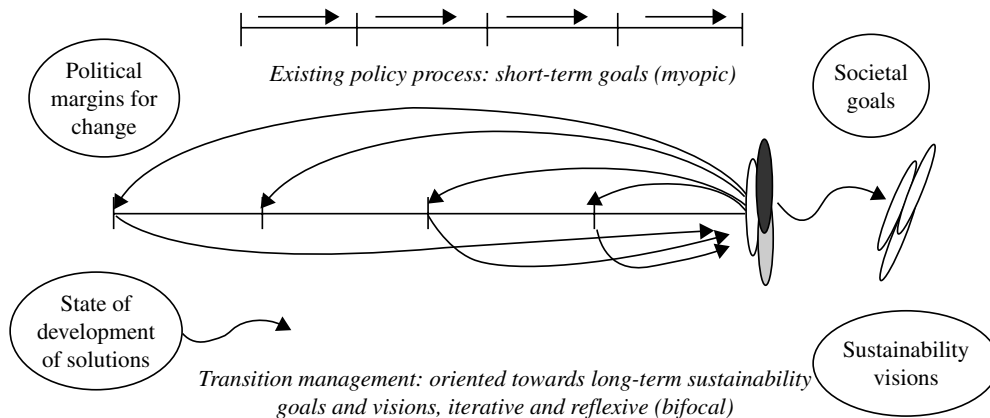 Existing policy process: short-term goals (myopic)
Political
margins for
change
Societal
goals
State of
development
of solutions
Sustainability
visions
Transition management: oriented towards long-term sustainability
goals and visions, iterative and reflexive (bifocal)